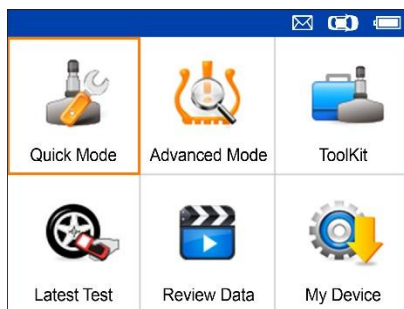 Quick Mode
Advanced Mode
ToolKit
Latest Test
Review Data
My Device